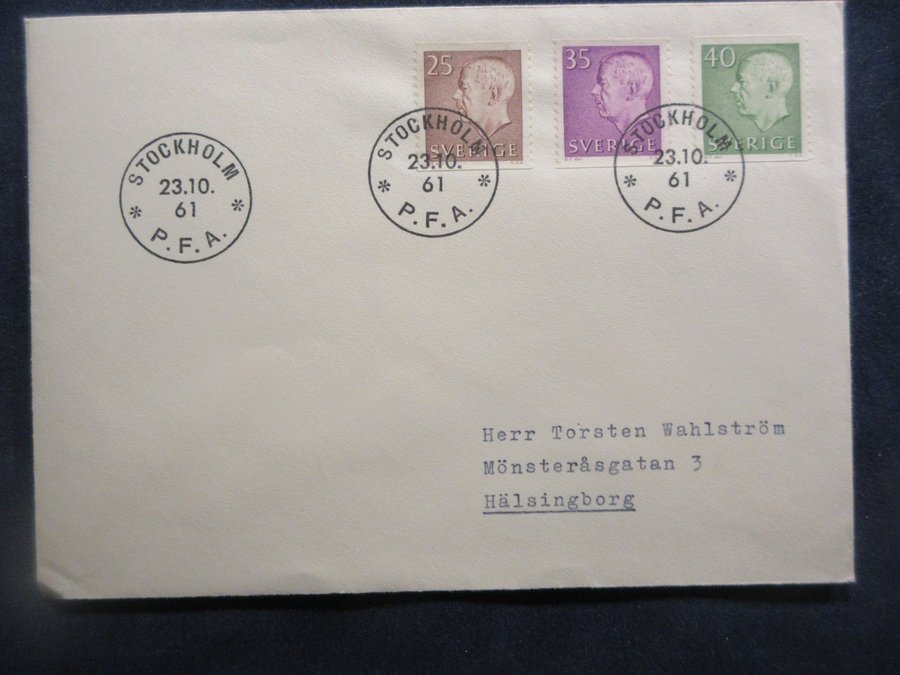 25
SVERIGE
35
SVERIGE
40
SVERIGE
STOCKHOLM
23.10.
61
* P.F.A. *
STOCKHOLM
23.10.
61
* P.F.A. *
STOCKHOLM
23.10.
61
* P.F.A. *
Herr Torsten Wahlström
Mönsteråsgatan 3
Hälsingborg